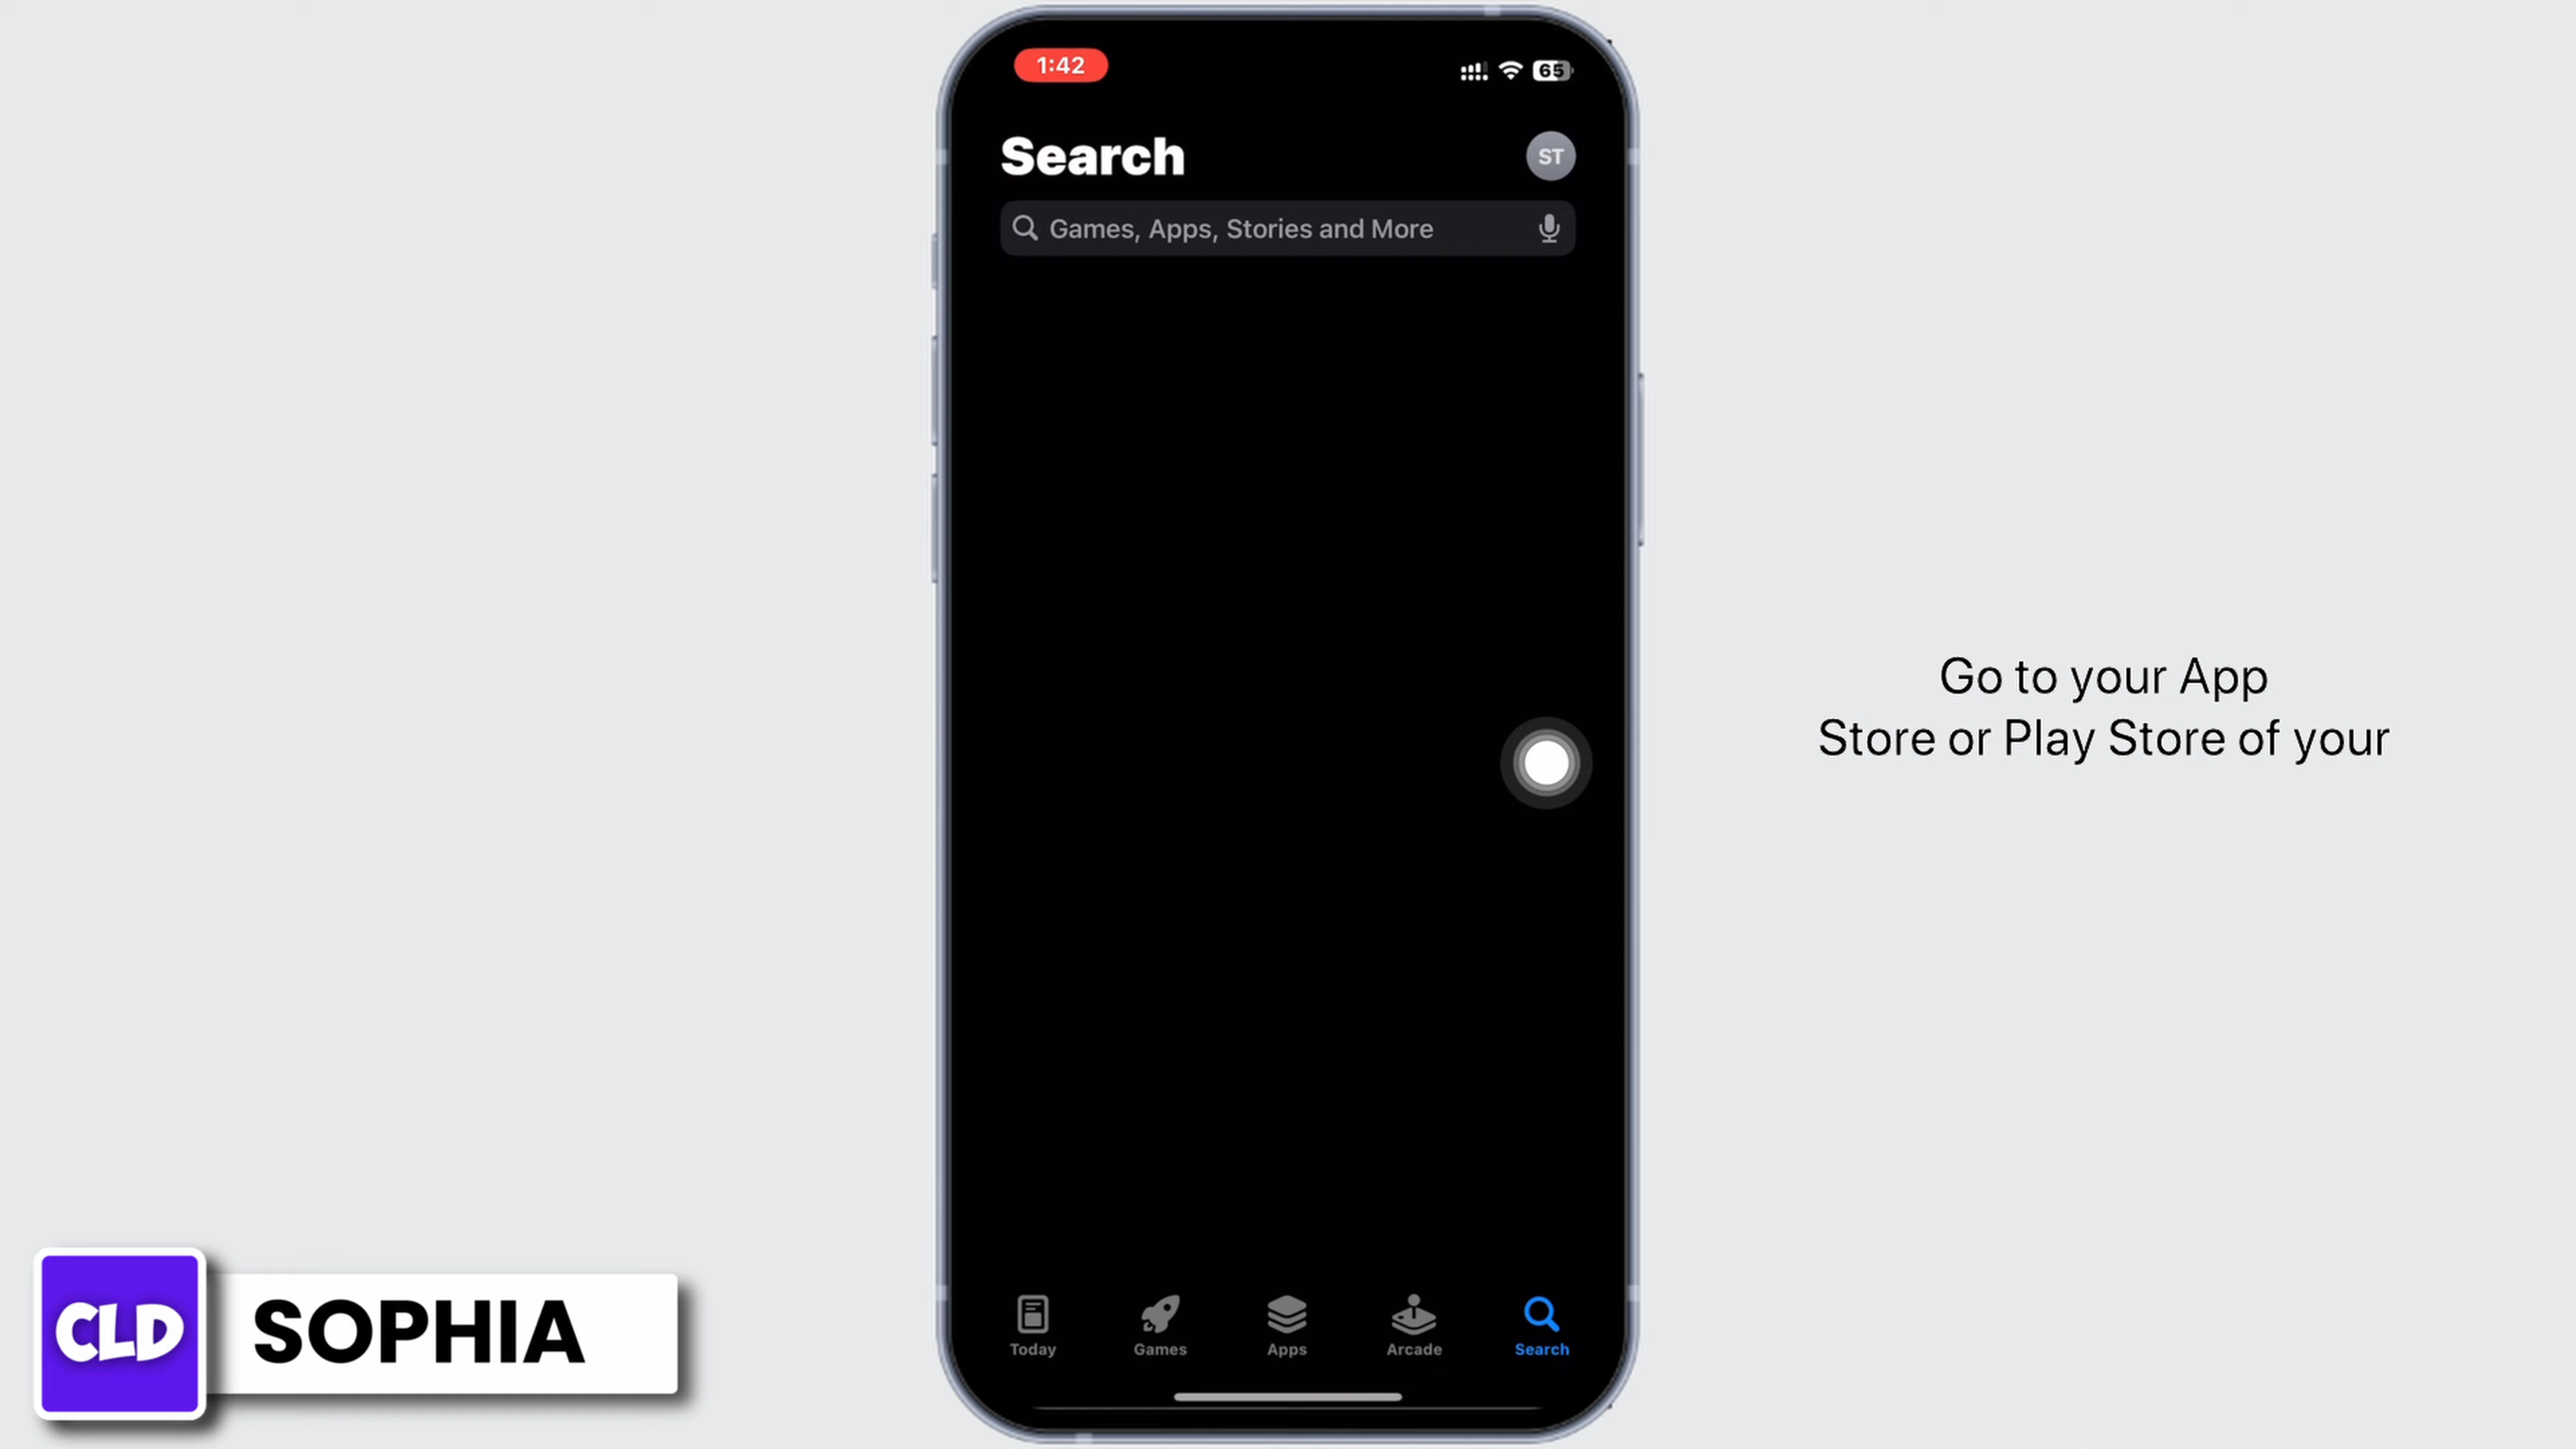 1:42
65
Search
ST
Games, Apps, Stories and More
Go to your App
Store or Play Store of your
Today
Games
Apps
Arcade
Search
CLD
SOPHIA